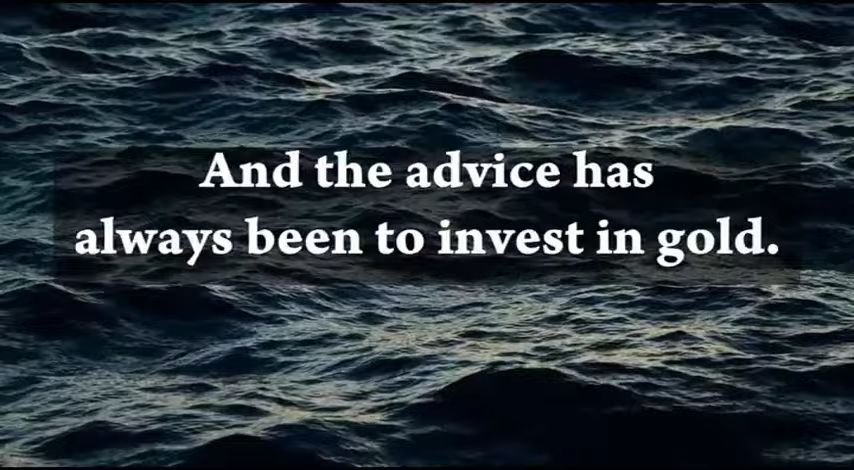 And the advice has
always been to invest in gold.